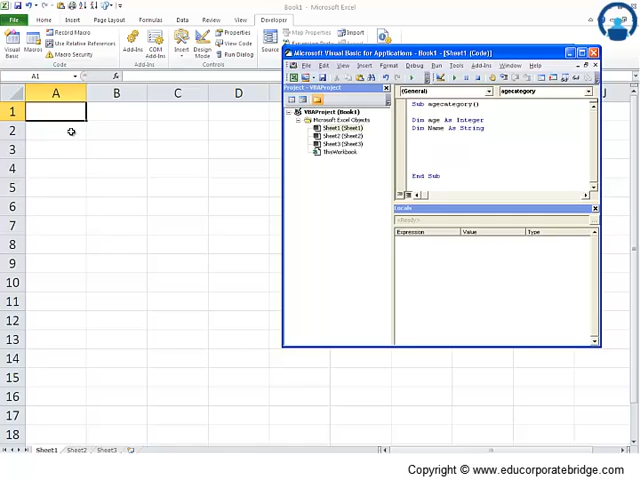 Book1 - Microsoft Excel
File Home Insert Page Layout Formulas Data Review View Developer
Visual Basic
Macros
Record Macro
Use Relative References
Macro Security
Code
Add-Ins
COM Add-Ins
Add-Ins
Insert
Design Mode
Properties
View Code
Run Dialog
Controls
Source
Map Properties
Import
A1
fx
A B C D J
1
2
3
4
5
6
7
8
9
10
11
12
13
14
15
16
17
18
Sheet1 Sheet2 Sheet3
Microsoft Visual Basic for Applications - Book1 - [Sheet1 (Code)]
File Edit View Insert Format Debug Run Tools Add-Ins Window Help
Project - VBAProject
VBAProject (Book1)
Microsoft Excel Objects
Sheet1 (Sheet1)
Sheet2 (Sheet2)
Sheet3 (Sheet3)
ThisWorkbook
(General) agecategory
Sub agecategory()
Dim age As Integer
Dim Name As String
End Sub
Locals
<Ready>
Expression Value Type
Copyright © www.educorporatebridge.com